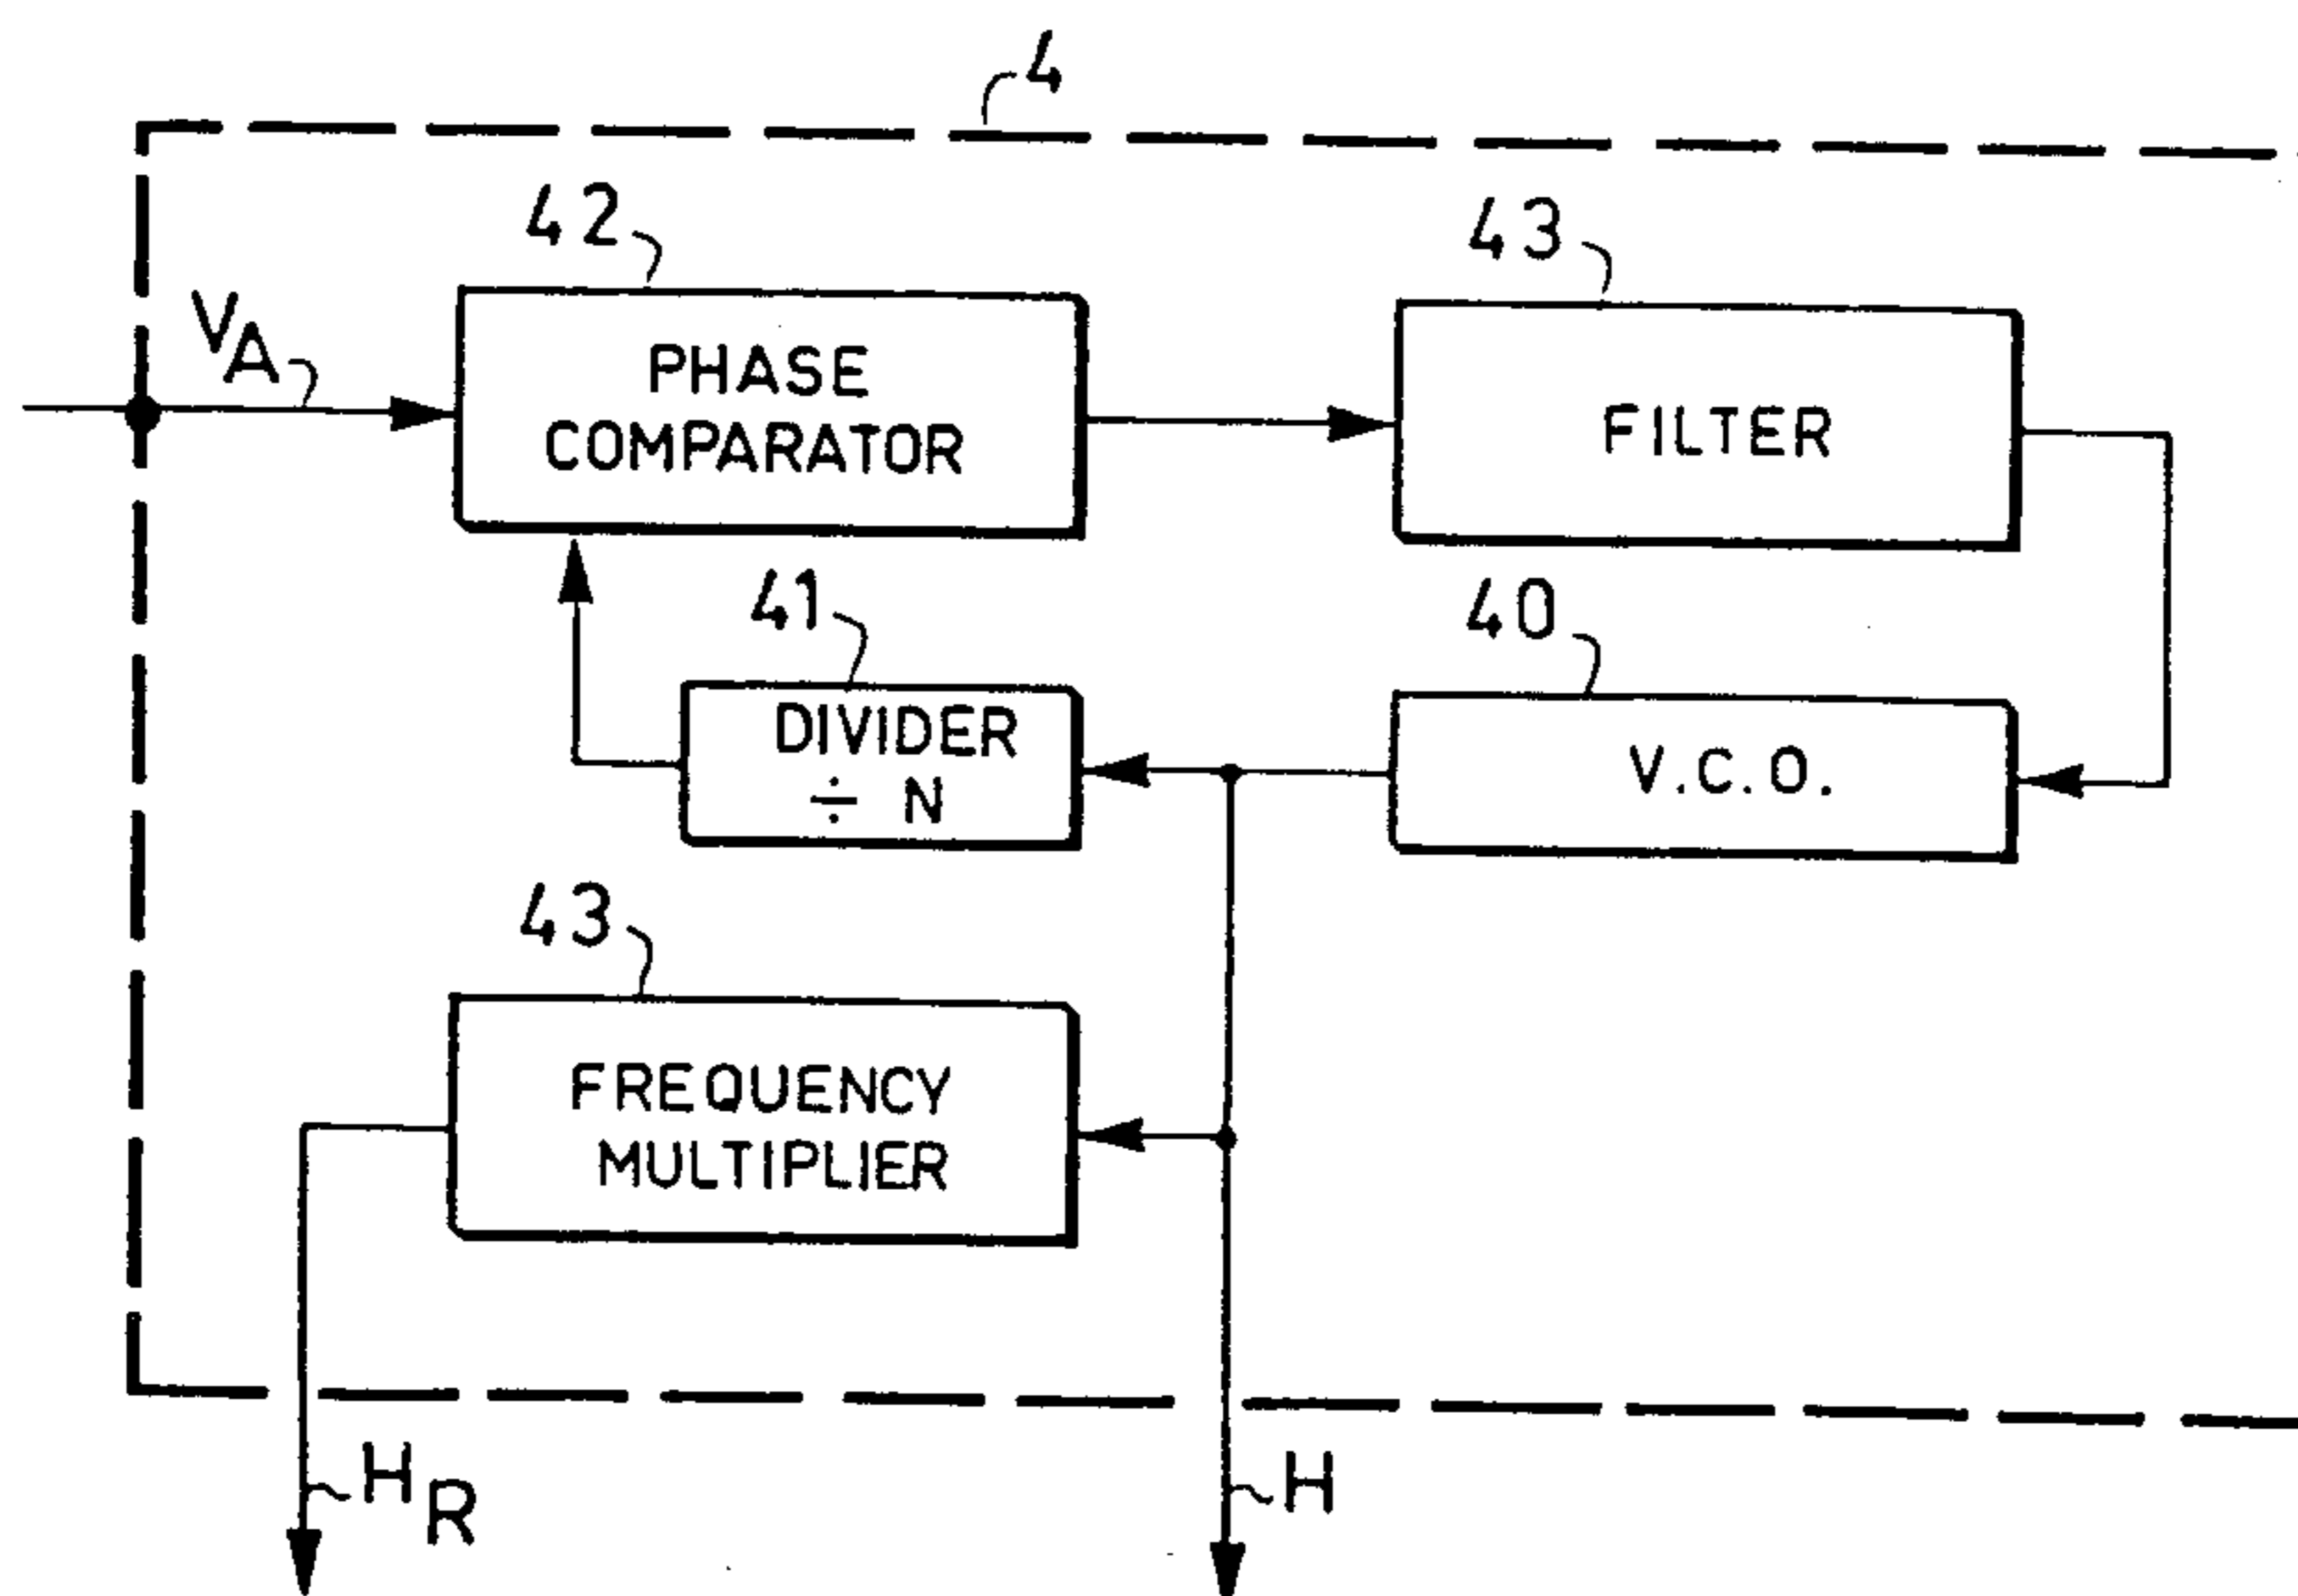 4
42
43
VA
PHASE
COMPARATOR
FILTER
41
40
DIVIDER
÷ N
V.C.O.
43
FREQUENCY
MULTIPLIER
HR
H